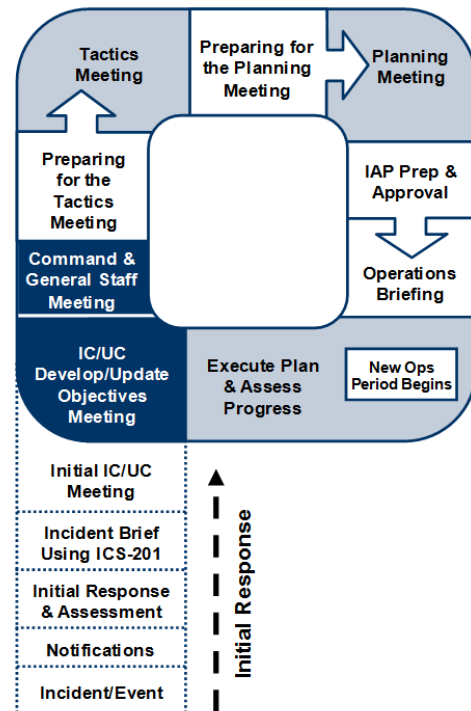 Tactics
Meeting
Preparing for
the Planning
Meeting
Planning
Meeting
Preparing
for the
Tactics
Meeting
IAP Prep &
Approval
Command &
General Staff
Meeting
Operations
Briefing
IC/UC
Develop/Update
Objectives
Meeting
Execute Plan
& Assess
Progress
New Ops
Period Begins
Initial IC/UC
Meeting
Incident Brief
Using ICS-201
Initial Response
& Assessment
Notifications
Incident/Event
Initial Response